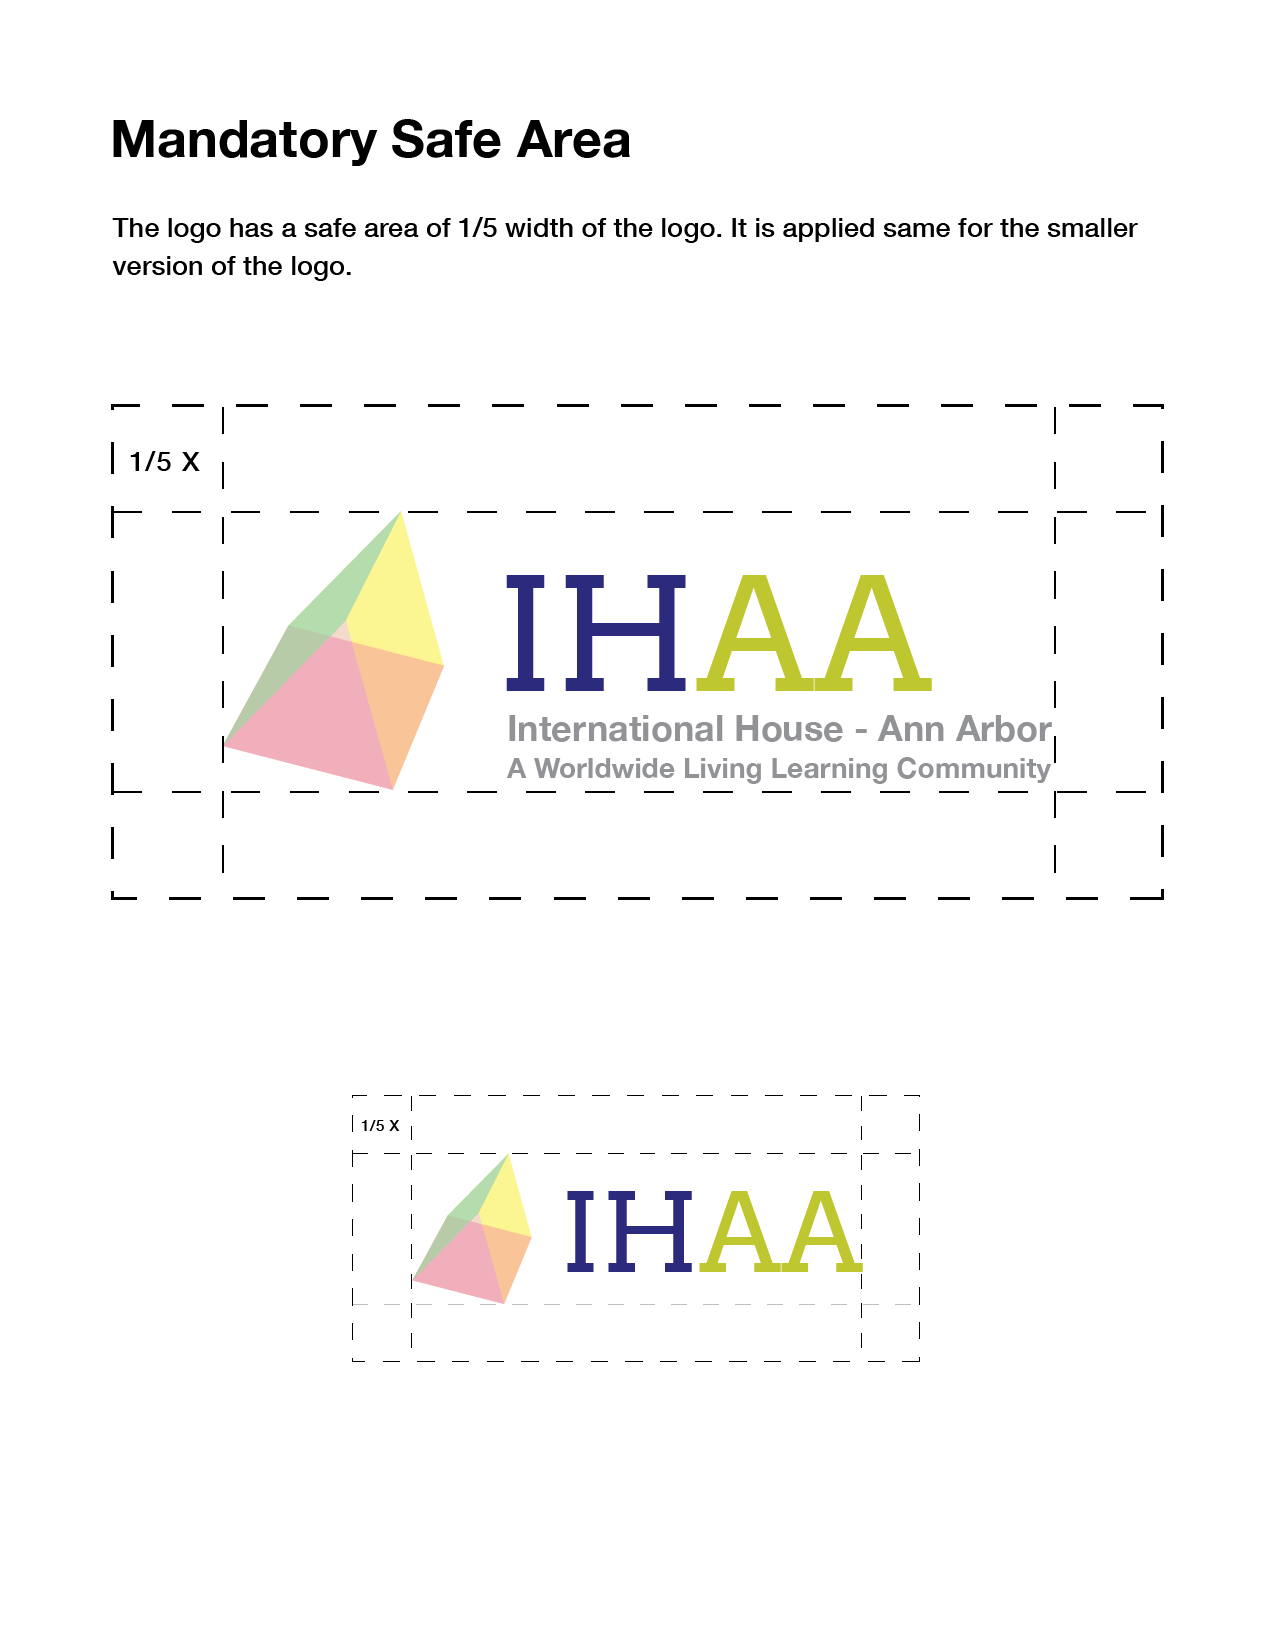 Mandatory Safe Area
The logo has a safe area of 1/5 width of the logo. It is applied same for the smaller
version of the logo.
1/5 X
IHAA
International House - Ann Arbor
A Worldwide Living Learning Community
1/5 X
IHAA